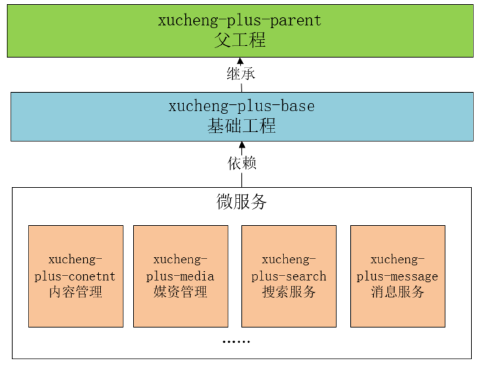 xucheng-plus-parent
父工程
继承
xucheng-plus-base
基础工程
依赖
微服务
xucheng-
plus-conetnt
内容管理
xucheng-
plus-media
媒资管理
xucheng-
plus-search
搜索服务
xucheng-
plus-message
消息服务
......